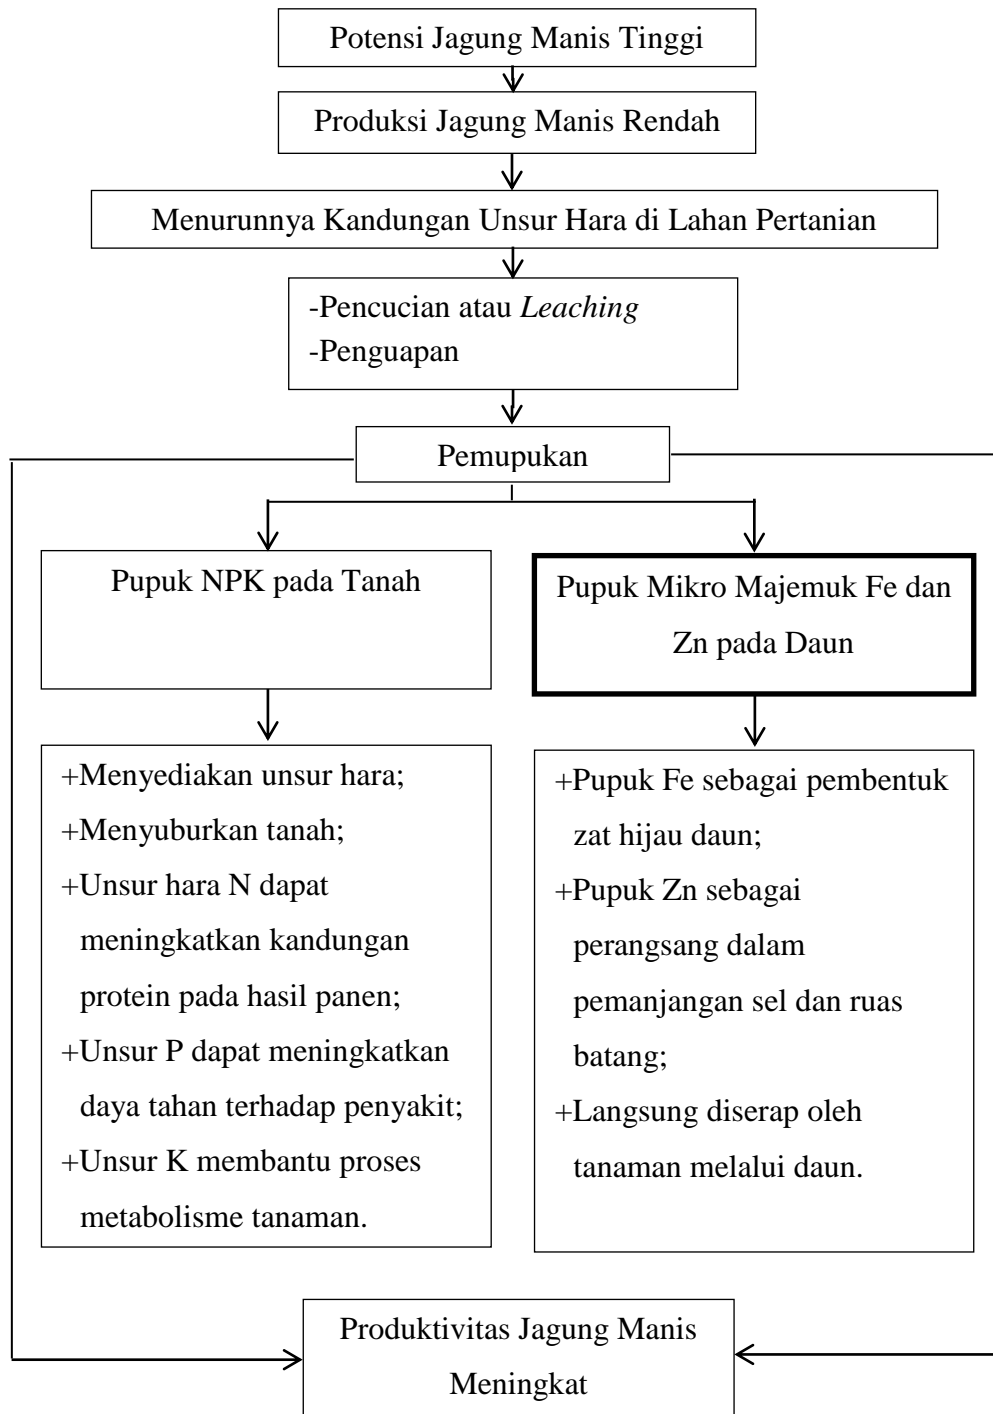 Potensi Jagung Manis Tinggi
Produksi Jagung Manis Rendah
Menurunnya Kandungan Unsur Hara di Lahan Pertanian
-Pencucian atau Leaching
-Penguapan
Pemupukan
Pupuk NPK pada Tanah
Pupuk Mikro Majemuk Fe dan
Zn pada Daun
+Menyediakan unsur hara;
+Menyuburkan tanah;
+Unsur hara N dapat
meningkatkan kandungan
protein pada hasil panen;
+Unsur P dapat meningkatkan
daya tahan terhadap penyakit;
+Unsur K membantu proses
metabolisme tanaman.
+Pupuk Fe sebagai pembentuk
zat hijau daun;
+Pupuk Zn sebagai
perangsang dalam
pemanjangan sel dan ruas
batang;
+Langsung diserap oleh
tanaman melalui daun.
Produktivitas Jagung Manis
Meningkat